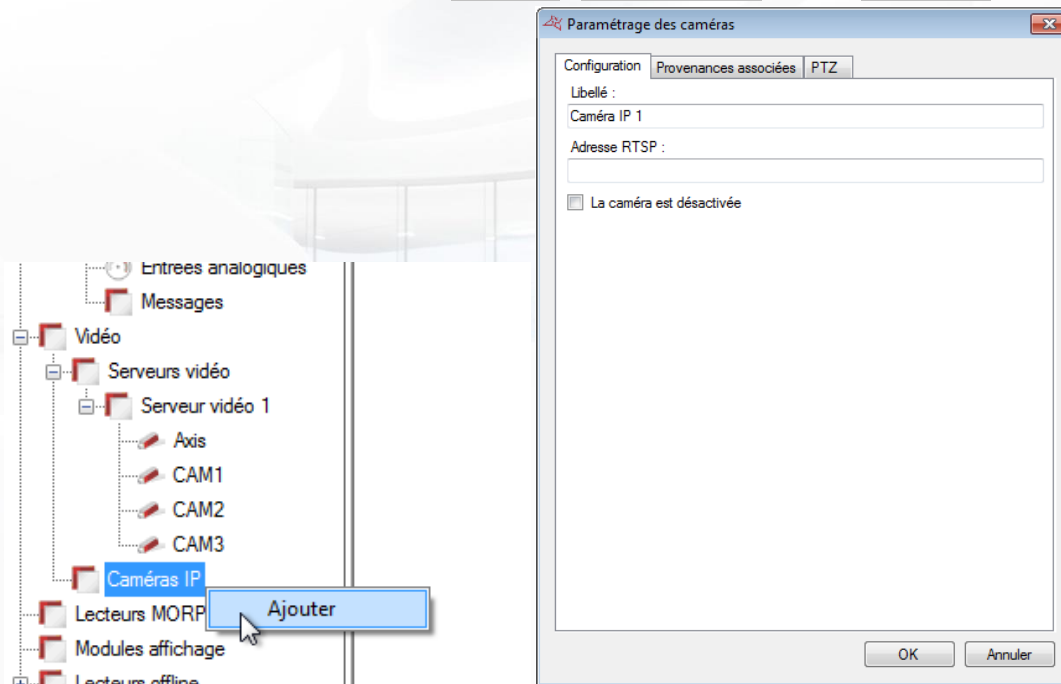 Paramétrage des caméras
Configuration
Provenances associées
PTZ
Libellé :
Caméra IP 1
Adresse RTSP :
La caméra est désactivée
OK
Annuler
Entrées analogiques
Messages
Vidéo
Serveurs vidéo
Serveur vidéo 1
Axis
CAM1
CAM2
CAM3
Caméras IP
Ajouter
Lecteurs MORP
Modules affichage
Lecteurs offline